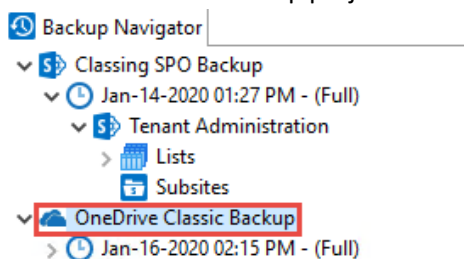 Backup Navigator
Classing SPO Backup
Jan-14-2020 01:27 PM - (Full)
Tenant Administration
Lists
Subsites
OneDrive Classic Backup
Jan-16-2020 02:15 PM - (Full)